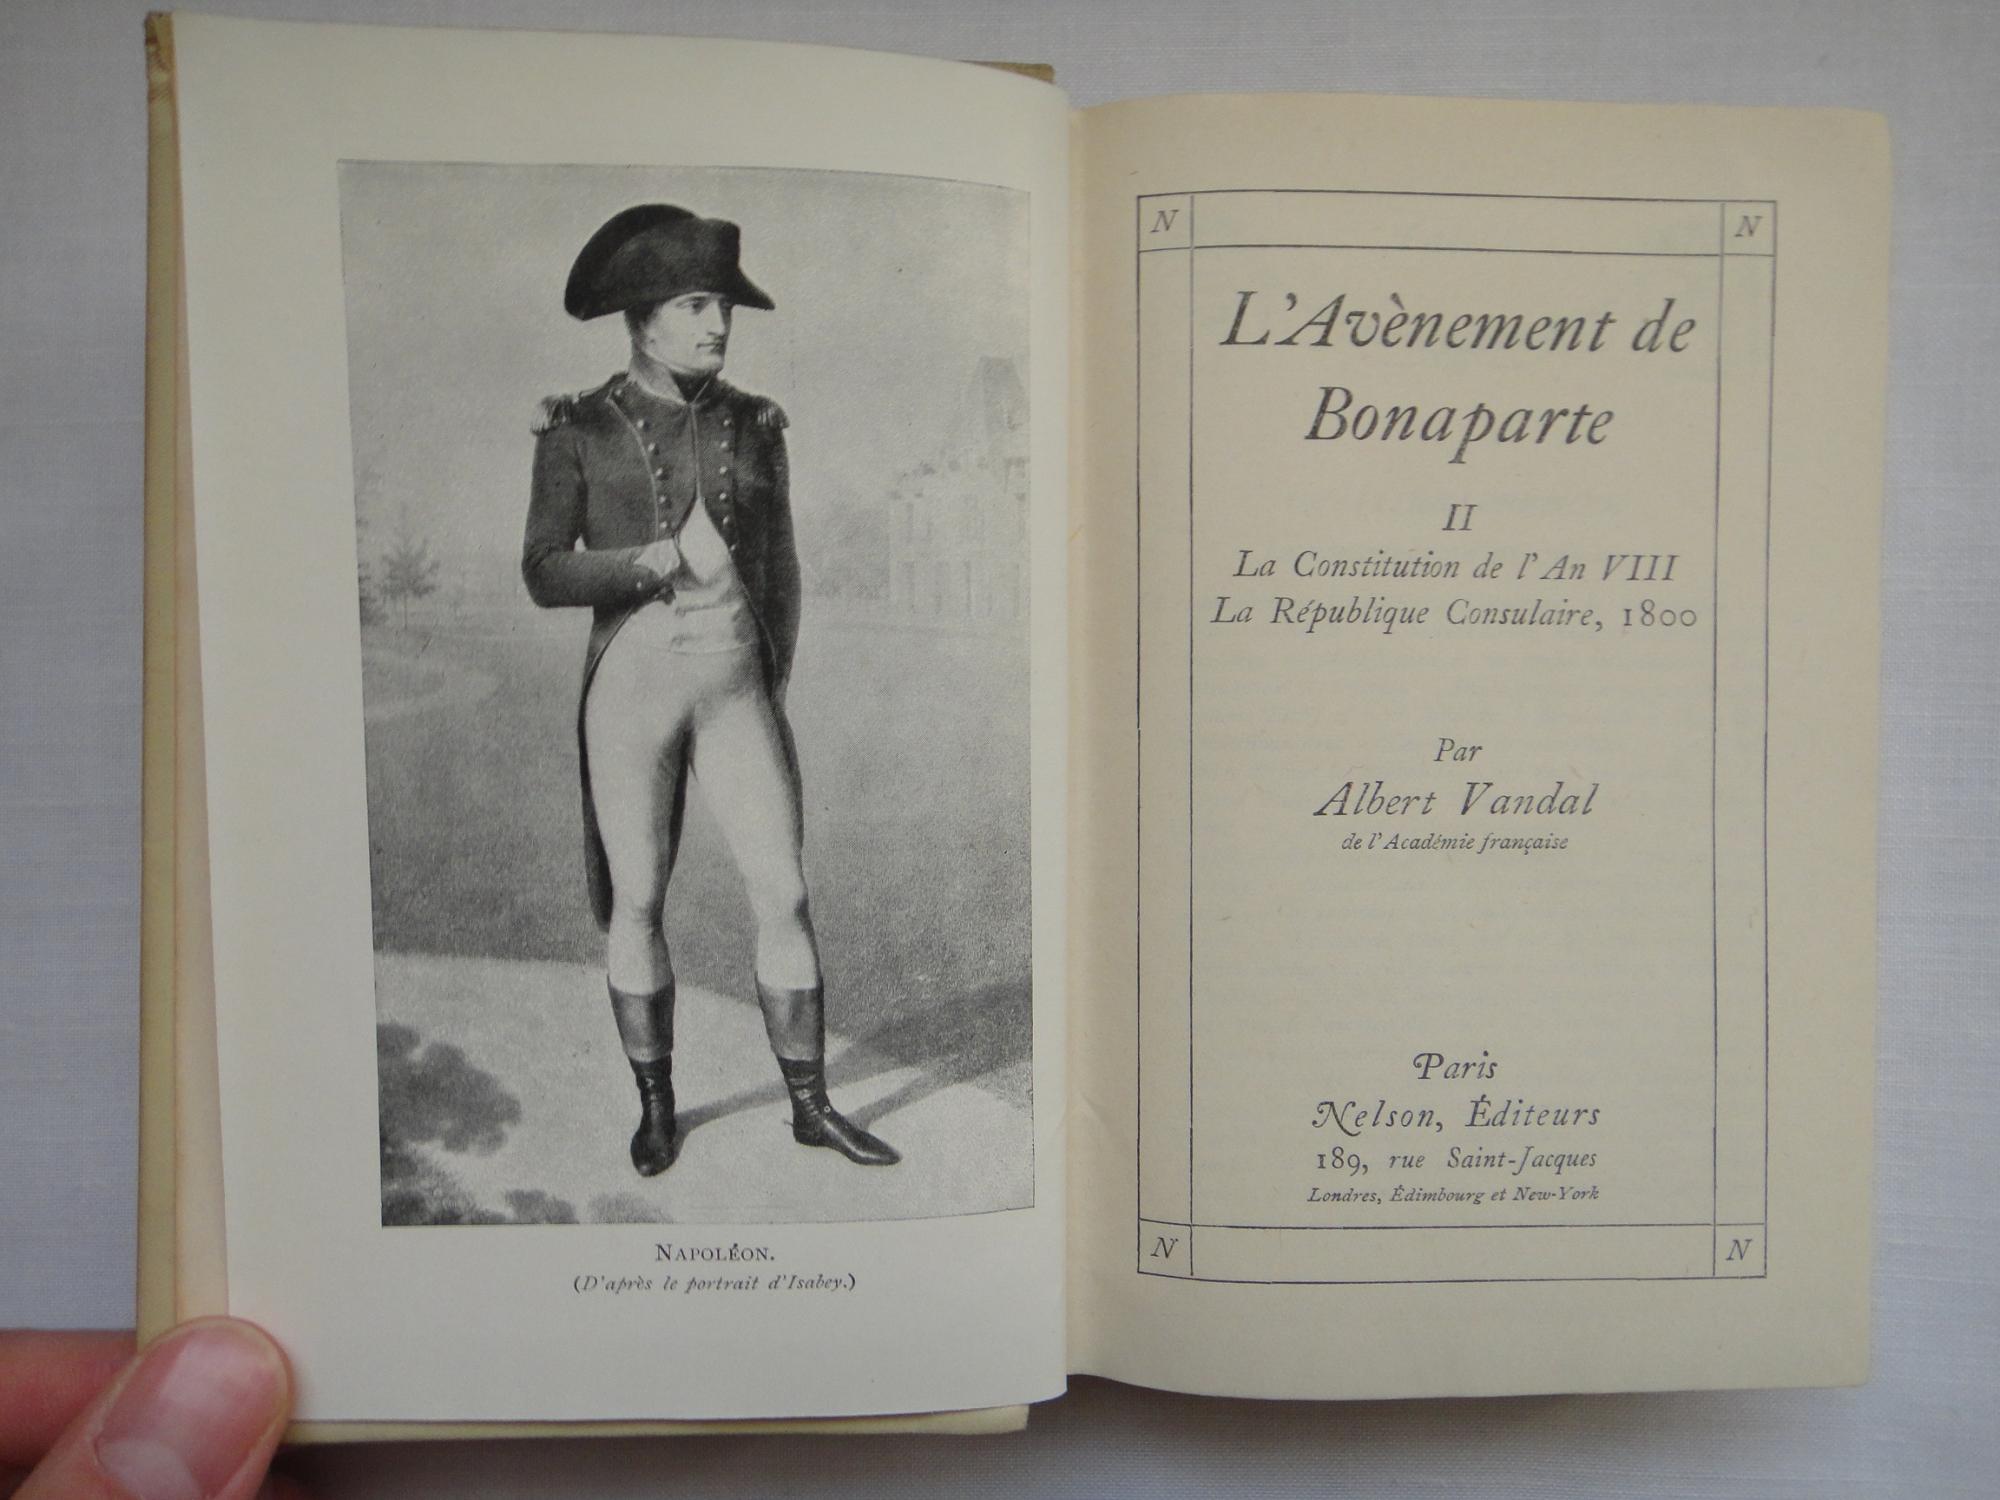 NAPOLÉON.
(D'après le portrait d'Isabey.)
N
N
L'Avènement de
Bonaparte
II
La Constitution de l'An VIII
La République Consulaire, 1800
Par
Albert Vandal
de l'Académie française
Paris
Nelson, Éditeurs
189, rue Saint-Jacques
Londres, Édimbourg et New-York
N
N